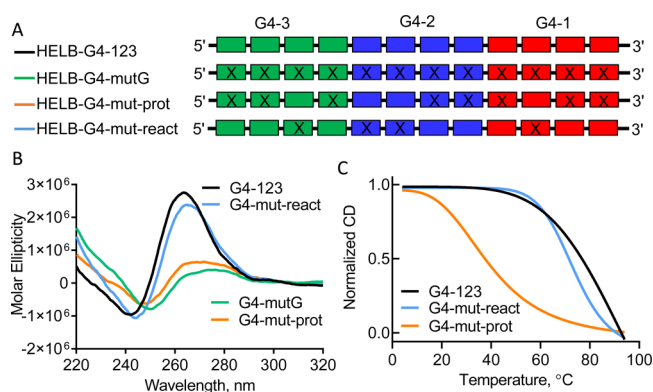 A
G4-3 G4-2 G4-1
HELB-G4-123 5' 3'
HELB-G4-mutG 5' X X X X X X X X X X X X 3'
HELB-G4-mut-prot 5' X X X X X X X X X 3'
HELB-G4-mut-react 5' X X X X 3'
B
Molar Ellipticity
3×10⁶
2×10⁶
1×10⁶
0
-1×10⁶
-2×10⁶
G4-123
G4-mut-react
G4-mutG
G4-mut-prot
220 240 260 280 300 320
Wavelength, nm
C
Normalized CD
1.0
0.5
0.0
G4-123
G4-mut-react
G4-mut-prot
0 20 40 60 80 100
Temperature, °C